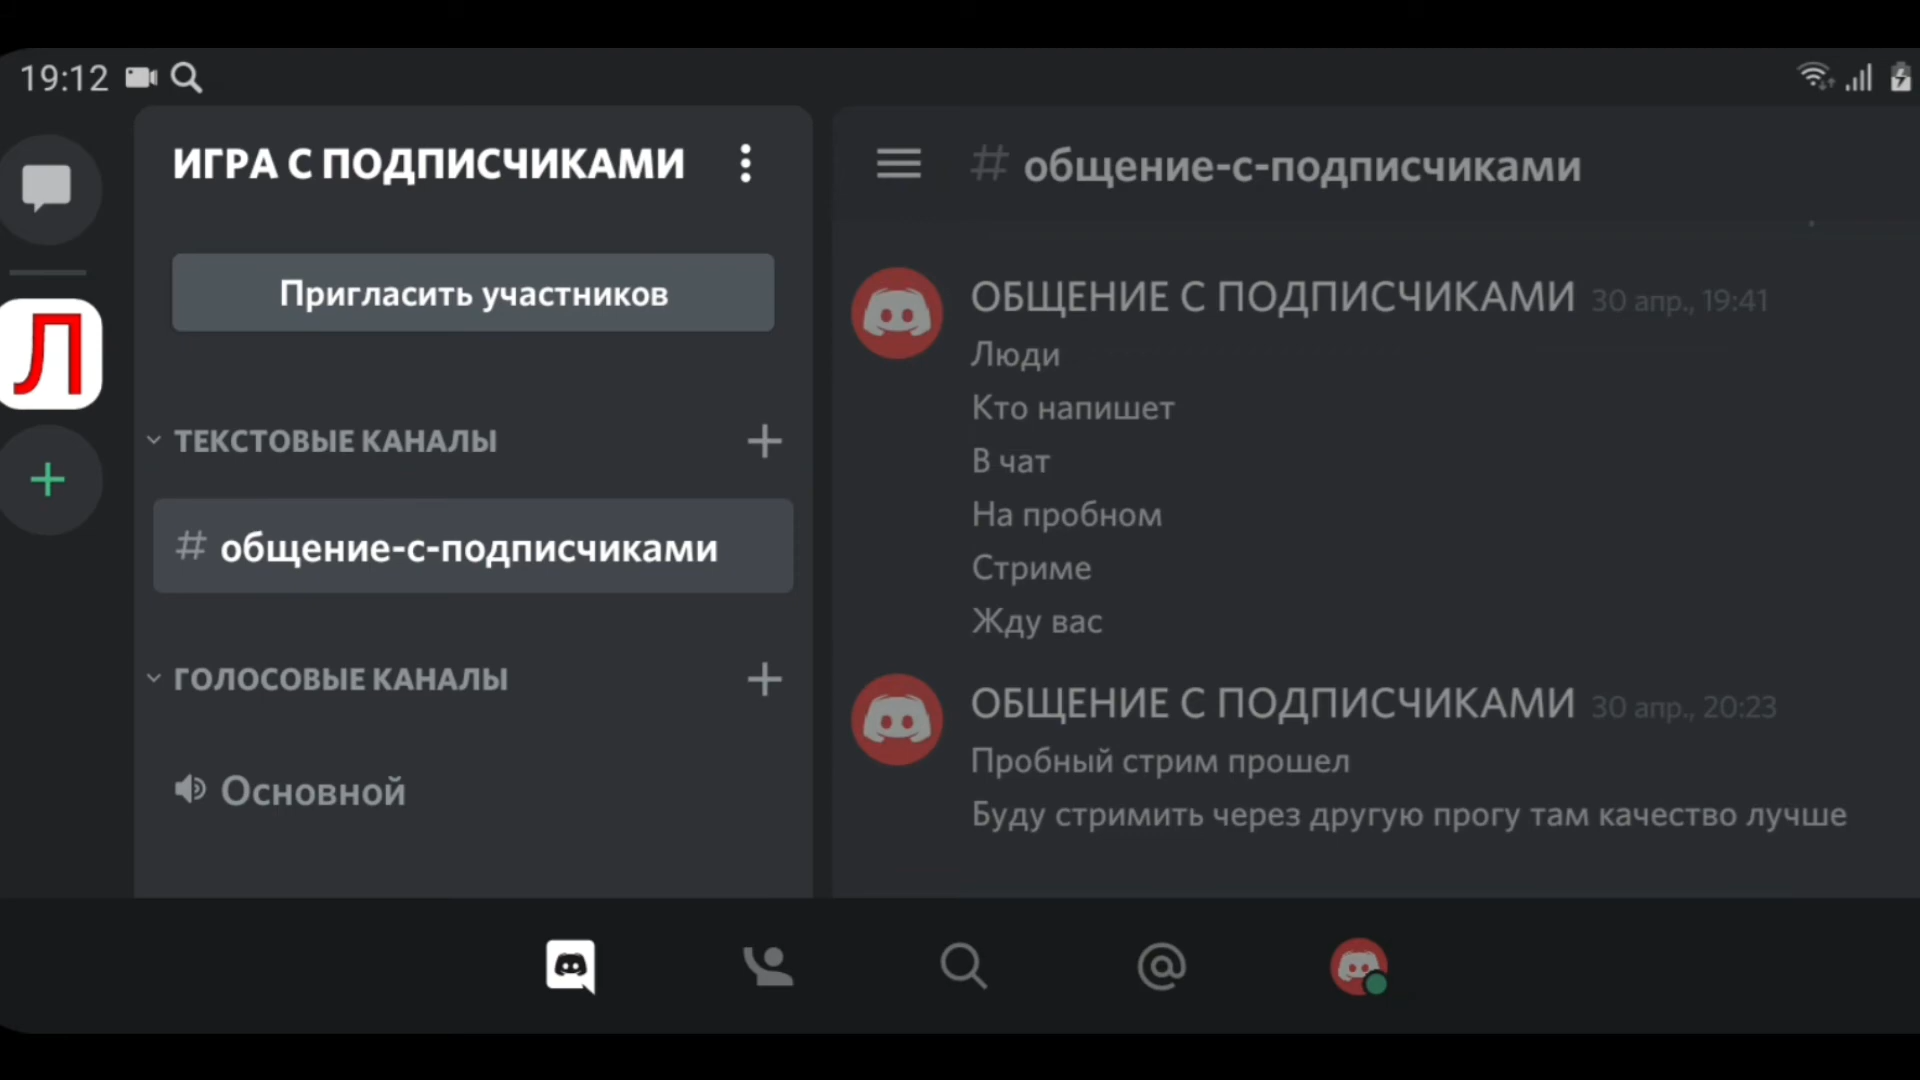 19:12
ИГРА С ПОДПИСЧИКАМИ
Пригласить участников
Л
ТЕКСТОВЫЕ КАНАЛЫ
# общение-с-подписчиками
ГОЛОСОВЫЕ КАНАЛЫ
Основной
# общение-с-подписчиками
ОБЩЕНИЕ С ПОДПИСЧИКАМИ 30 апр., 19:41
Люди
Кто напишет
В чат
На пробном
Стриме
Жду вас
ОБЩЕНИЕ С ПОДПИСЧИКАМИ 30 апр., 20:23
Пробный стрим прошел
Буду стримить через другую прогу там качество лучше